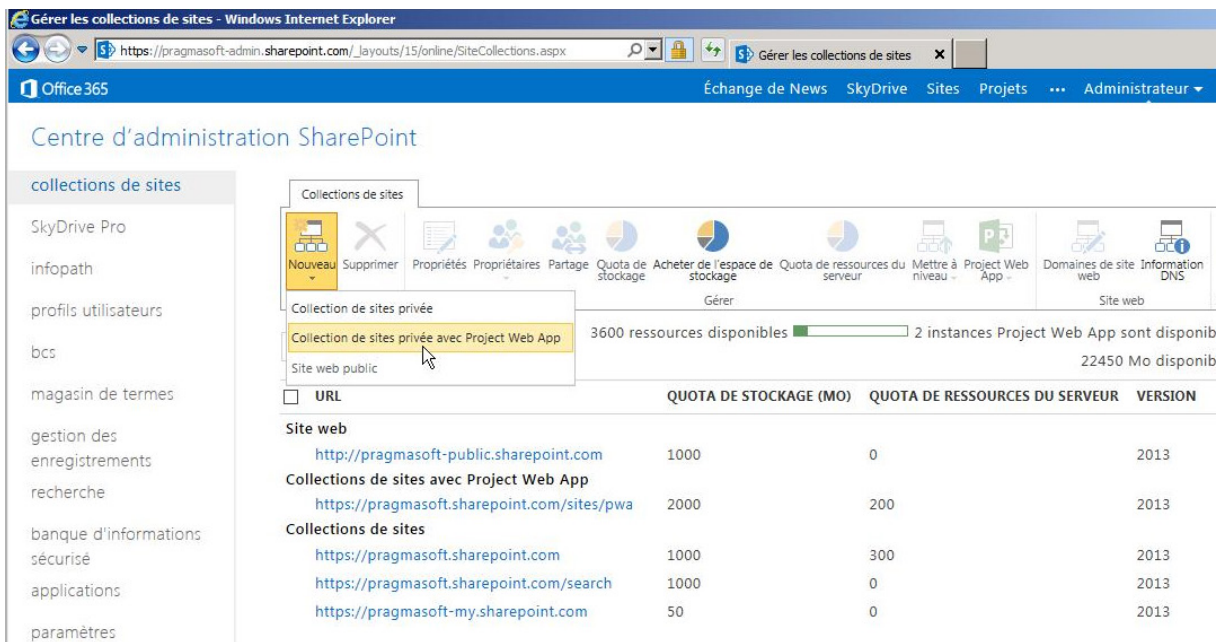 Gérer les collections de sites - Windows Internet Explorer
https://pragmasoft-admin.sharepoint.com/_layouts/15/online/SiteCollections.aspx
Gérer les collections de sites
Office 365
Échange de News SkyDrive Sites Projets ... Administrateur
Centre d'administration SharePoint
collections de sites
SkyDrive Pro
infopath
profils utilisateurs
bcs
magasin de termes
gestion des
enregistrements
recherche
banque d'informations
sécurisé
applications
paramètres
Collections de sites
Nouveau
Supprimer
Propriétés
Propriétaires
Partage
Quota de
stockage
Acheter de l'espace de
stockage
Quota de ressources du
serveur
Mettre à
niveau
Project Web
App
Domaines de site
web
Information
DNS
Gérer
Site web
Collection de sites privée
Collection de sites privée avec Project Web App
Site web public
3600 ressources disponibles
2 instances Project Web App sont disponib
22450 Mo disponib
URL QUOTA DE STOCKAGE (MO) QUOTA DE RESSOURCES DU SERVEUR VERSION
Site web
http://pragmasoft-public.sharepoint.com 1000 0 2013
Collections de sites avec Project Web App
https://pragmasoft.sharepoint.com/sites/pwa 2000 200 2013
Collections de sites
https://pragmasoft.sharepoint.com 1000 300 2013
https://pragmasoft.sharepoint.com/search 1000 0 2013
https://pragmasoft-my.sharepoint.com 50 0 2013